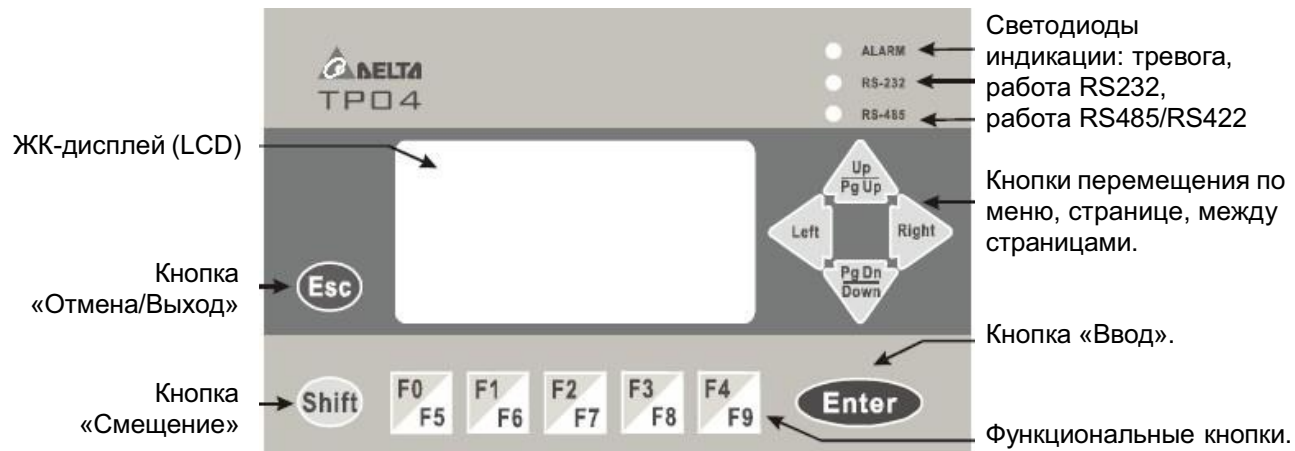 DELTA
TP04
ALARM
RS-232
RS-485
Светодиоды
индикации: тревога,
работа RS232,
работа RS485/RS422
ЖК-дисплей (LCD)
Up
Pg Up
Left
Right
Pg Dn
Down
Кнопки перемещения по
меню, странице, между
страницами.
Кнопка
«Отмена/Выход»
Esc
Кнопка «Ввод».
Кнопка
«Смещение»
Shift
F0
F5
F1
F6
F2
F7
F3
F8
F4
F9
Enter
Функциональные кнопки.